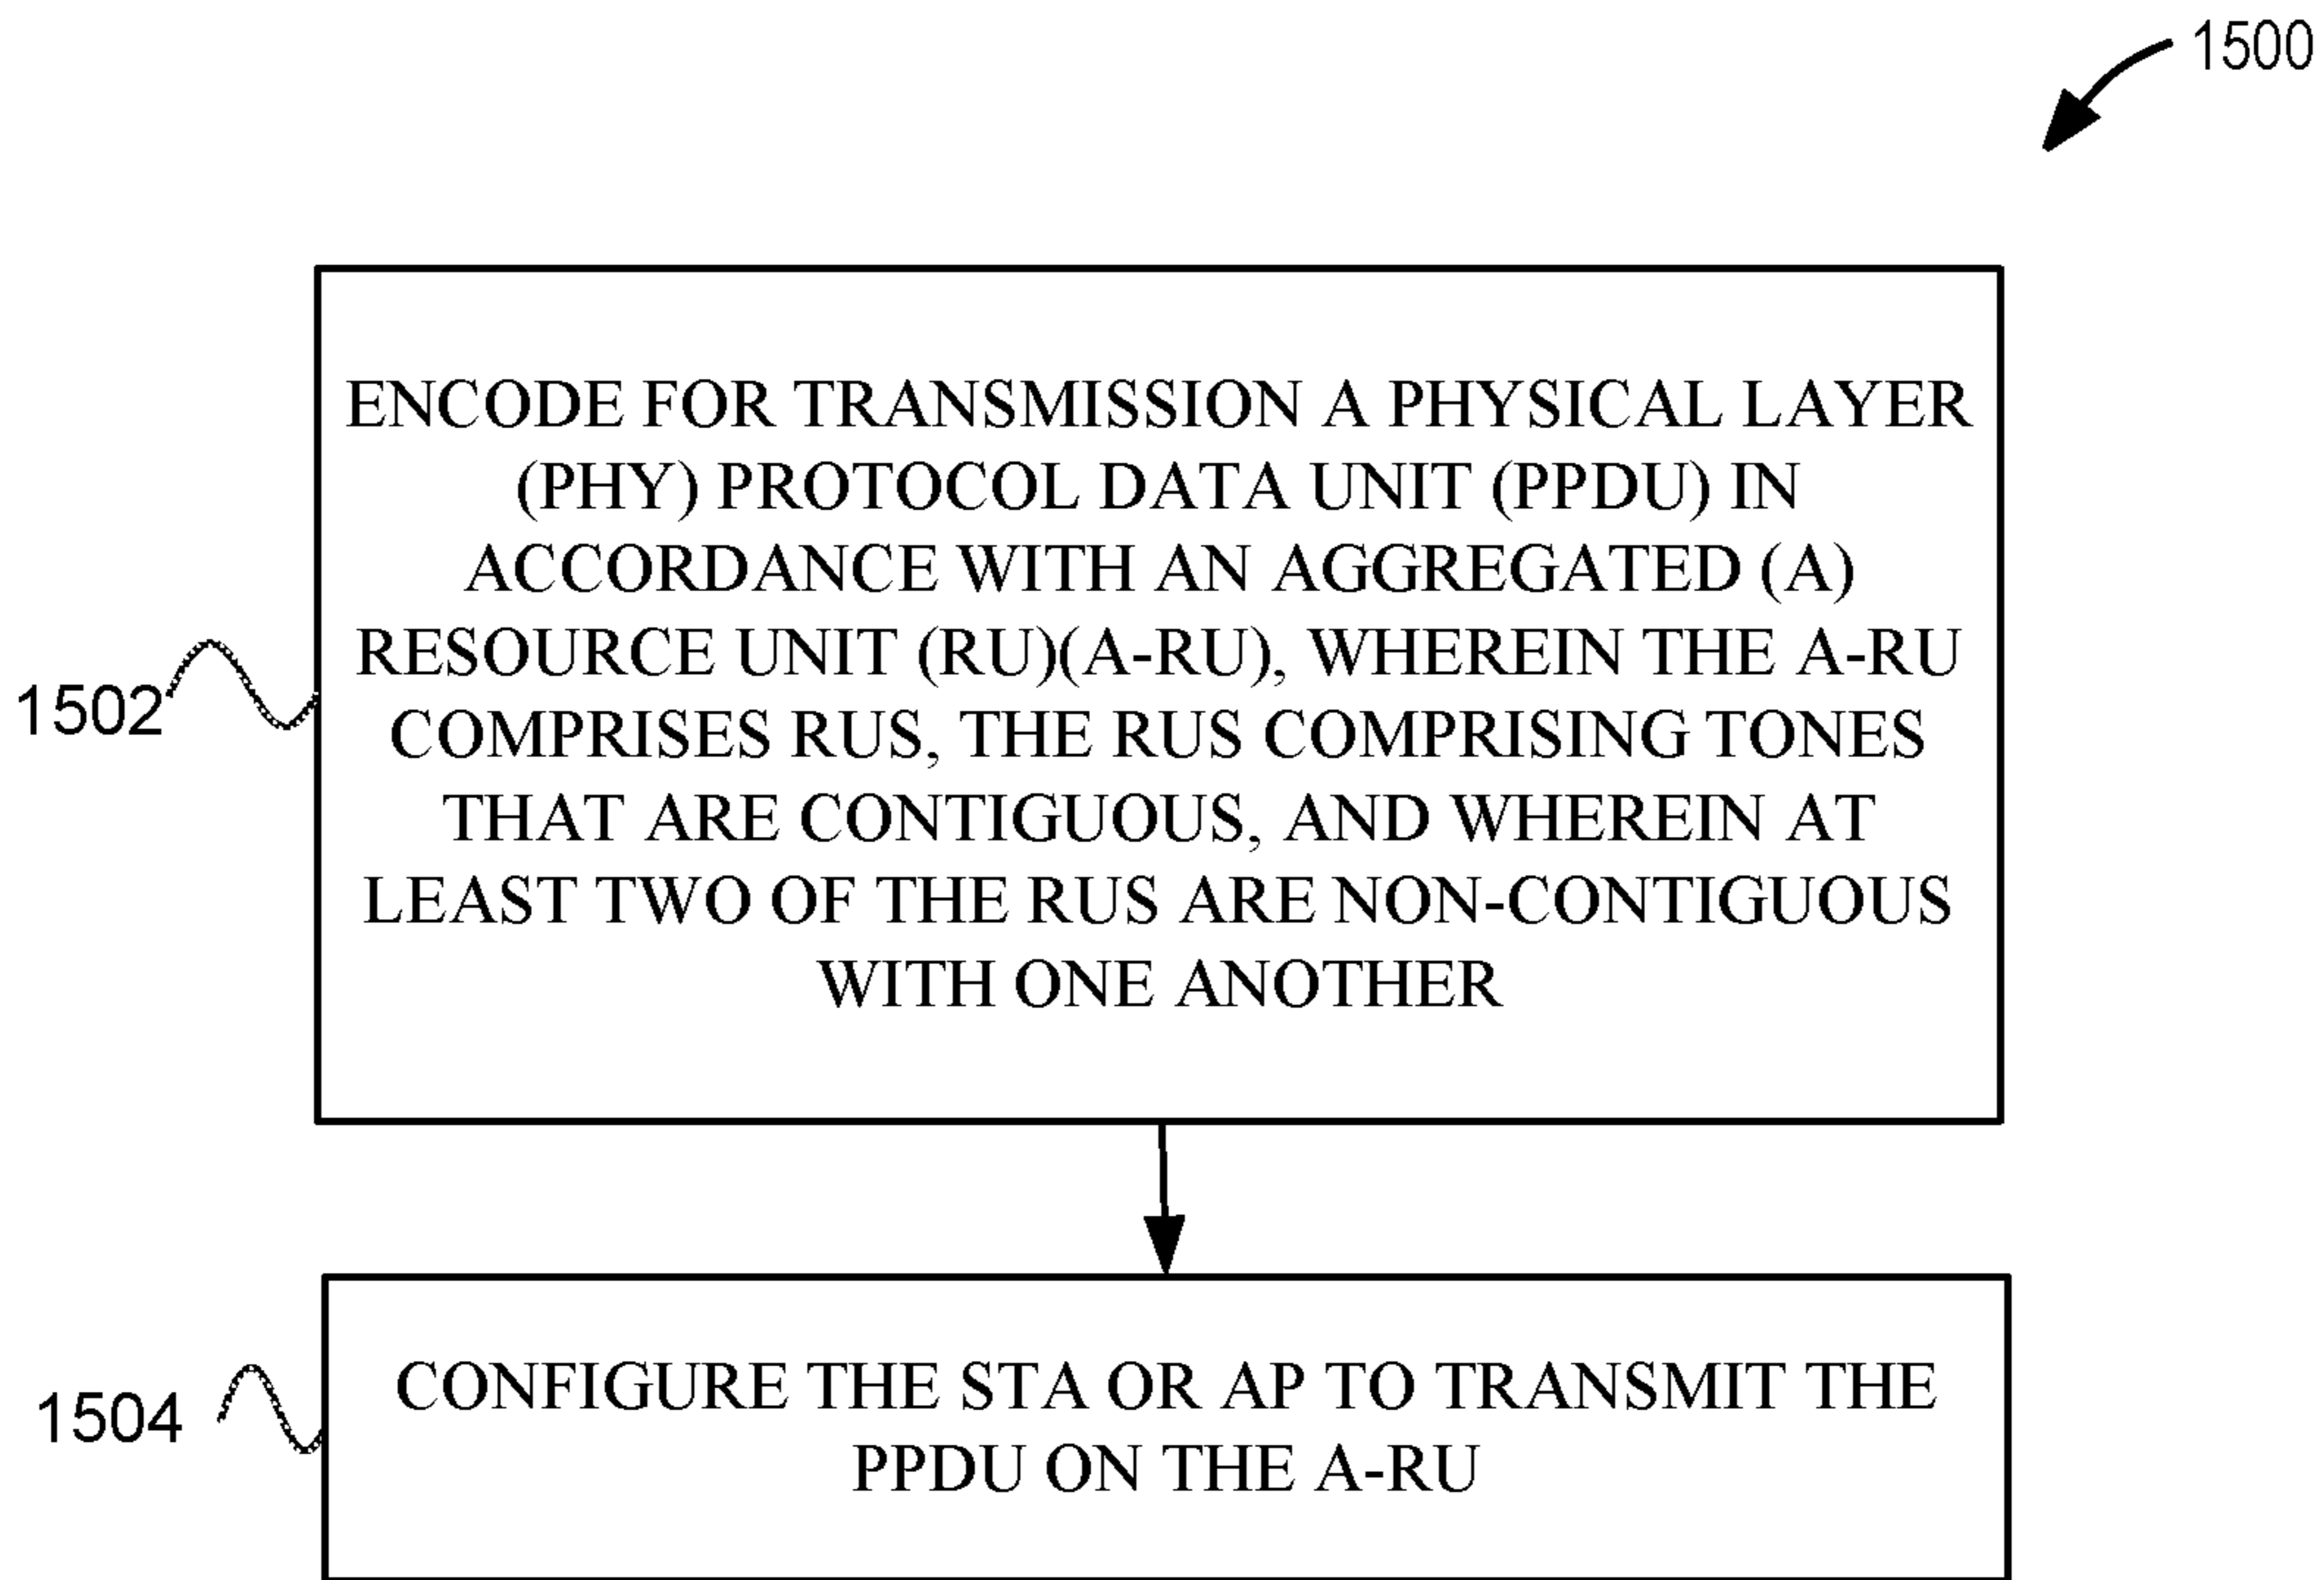 1500
ENCODE FOR TRANSMISSION A PHYSICAL LAYER
(PHY) PROTOCOL DATA UNIT (PPDU) IN
ACCORDANCE WITH AN AGGREGATED (A)
RESOURCE UNIT (RU)(A-RU), WHEREIN THE A-RU
COMPRISES RUS, THE RUS COMPRISING TONES
THAT ARE CONTIGUOUS, AND WHEREIN AT
LEAST TWO OF THE RUS ARE NON-CONTIGUOUS
WITH ONE ANOTHER
1502
CONFIGURE THE STA OR AP TO TRANSMIT THE
PPDU ON THE A-RU
1504